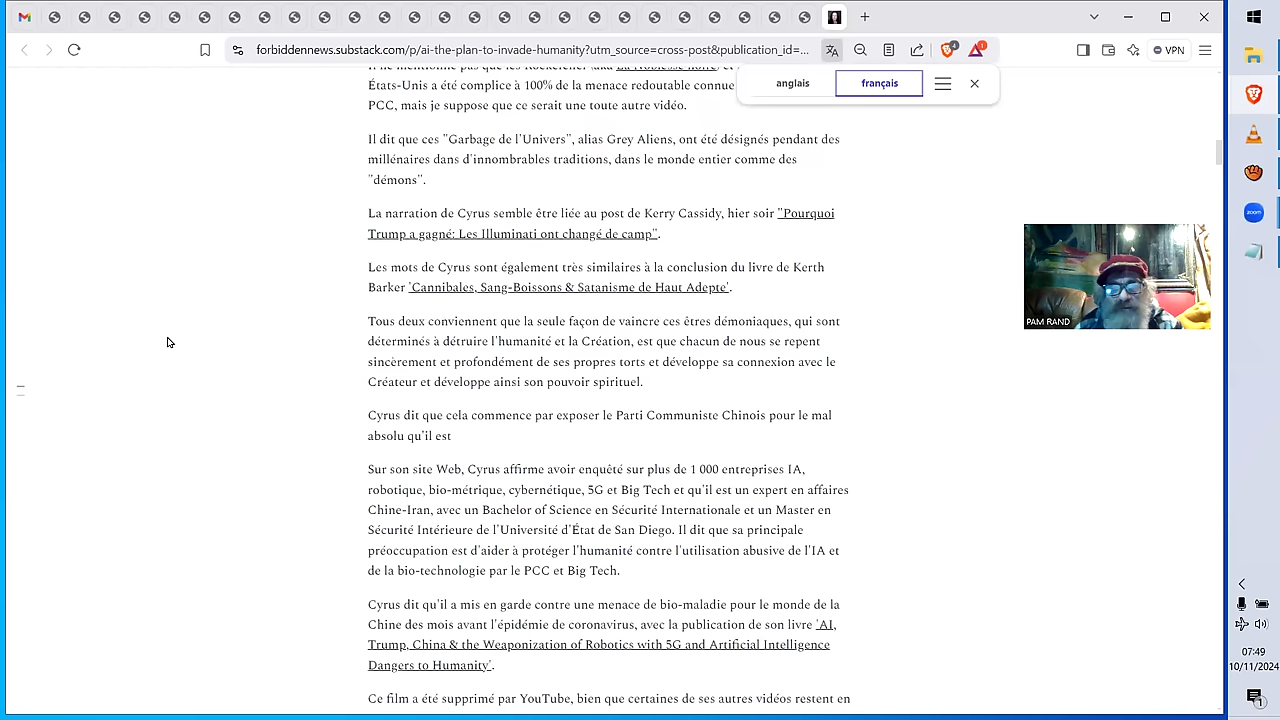 forbiddennews.substack.com/p/ai-the-plan-to-invade-humanity?utm_source=cross-post&publication_id=...
4
1
VPN
anglais
français
États-Unis a été complice à 100% de la menace redoutable connue
PCC, mais je suppose que ce serait une toute autre vidéo.
Il dit que ces "Garbage de l'Univers", alias Grey Aliens, ont été désignés pendant des
millénaires dans d'innombrables traditions, dans le monde entier comme des
"démons".
La narration de Cyrus semble être liée au post de Kerry Cassidy, hier soir "Pourquoi
Trump a gagné: Les Illuminati ont changé de camp".
Les mots de Cyrus sont également très similaires à la conclusion du livre de Kerth
Barker 'Cannibales, Sang-Boissons & Satanisme de Haut Adepte'.
Tous deux conviennent que la seule façon de vaincre ces êtres démoniaques, qui sont
déterminés à détruire l'humanité et la Création, est que chacun de nous se repent
sincèrement et profondément de ses propres torts et développe sa connexion avec le
Créateur et développe ainsi son pouvoir spirituel.
Cyrus dit que cela commence par exposer le Parti Communiste Chinois pour le mal
absolu qu'il est
Sur son site Web, Cyrus affirme avoir enquêté sur plus de 1 000 entreprises IA,
robotique, bio-métrique, cybernétique, 5G et Big Tech et qu'il est un expert en affaires
Chine-Iran, avec un Bachelor of Science en Sécurité Internationale et un Master en
Sécurité Intérieure de l'Université d'État de San Diego. Il dit que sa principale
préoccupation est d'aider à protéger l'humanité contre l'utilisation abusive de l'IA et
de la bio-technologie par le PCC et Big Tech.
Cyrus dit qu'il a mis en garde contre une menace de bio-maladie pour le monde de la
Chine des mois avant l'épidémie de coronavirus, avec la publication de son livre 'AI,
Trump, China & the Weaponization of Robotics with 5G and Artificial Intelligence
Dangers to Humanity'.
Ce film a été supprimé par YouTube, bien que certaines de ses autres vidéos restent en
PAM RAND
zoom
07:49
10/11/2024